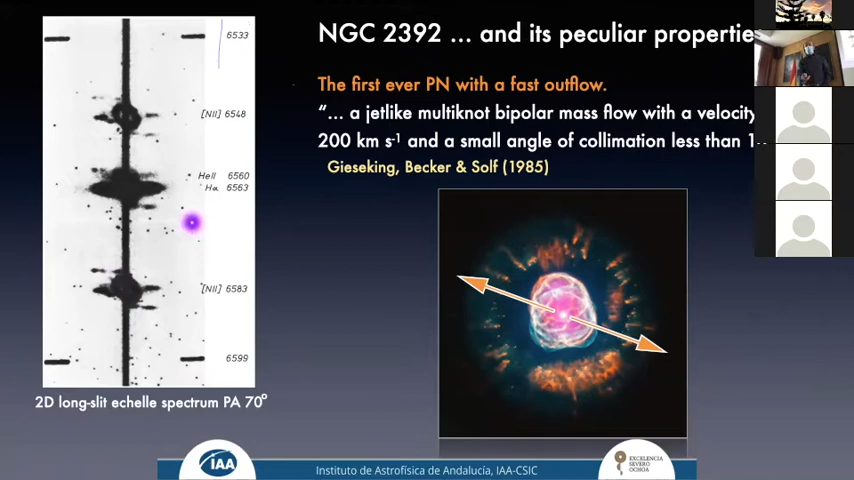 NGC 2392 ... and its peculiar propertie
The first ever PN with a fast outflow.
“... a jetlike multiknot bipolar mass flow with a velocity
200 km s-1 and a small angle of collimation less than 1
Gieseking, Becker & Solf (1985)
6533
[NII] 6548
HeII 6560
Hα 6563
[NII] 6583
6599
2D long-slit echelle spectrum PA 70º
IAA
Instituto de Astrofísica de Andalucía, IAA-CSIC
EXCELENCIA
SEVERO
OCHOA